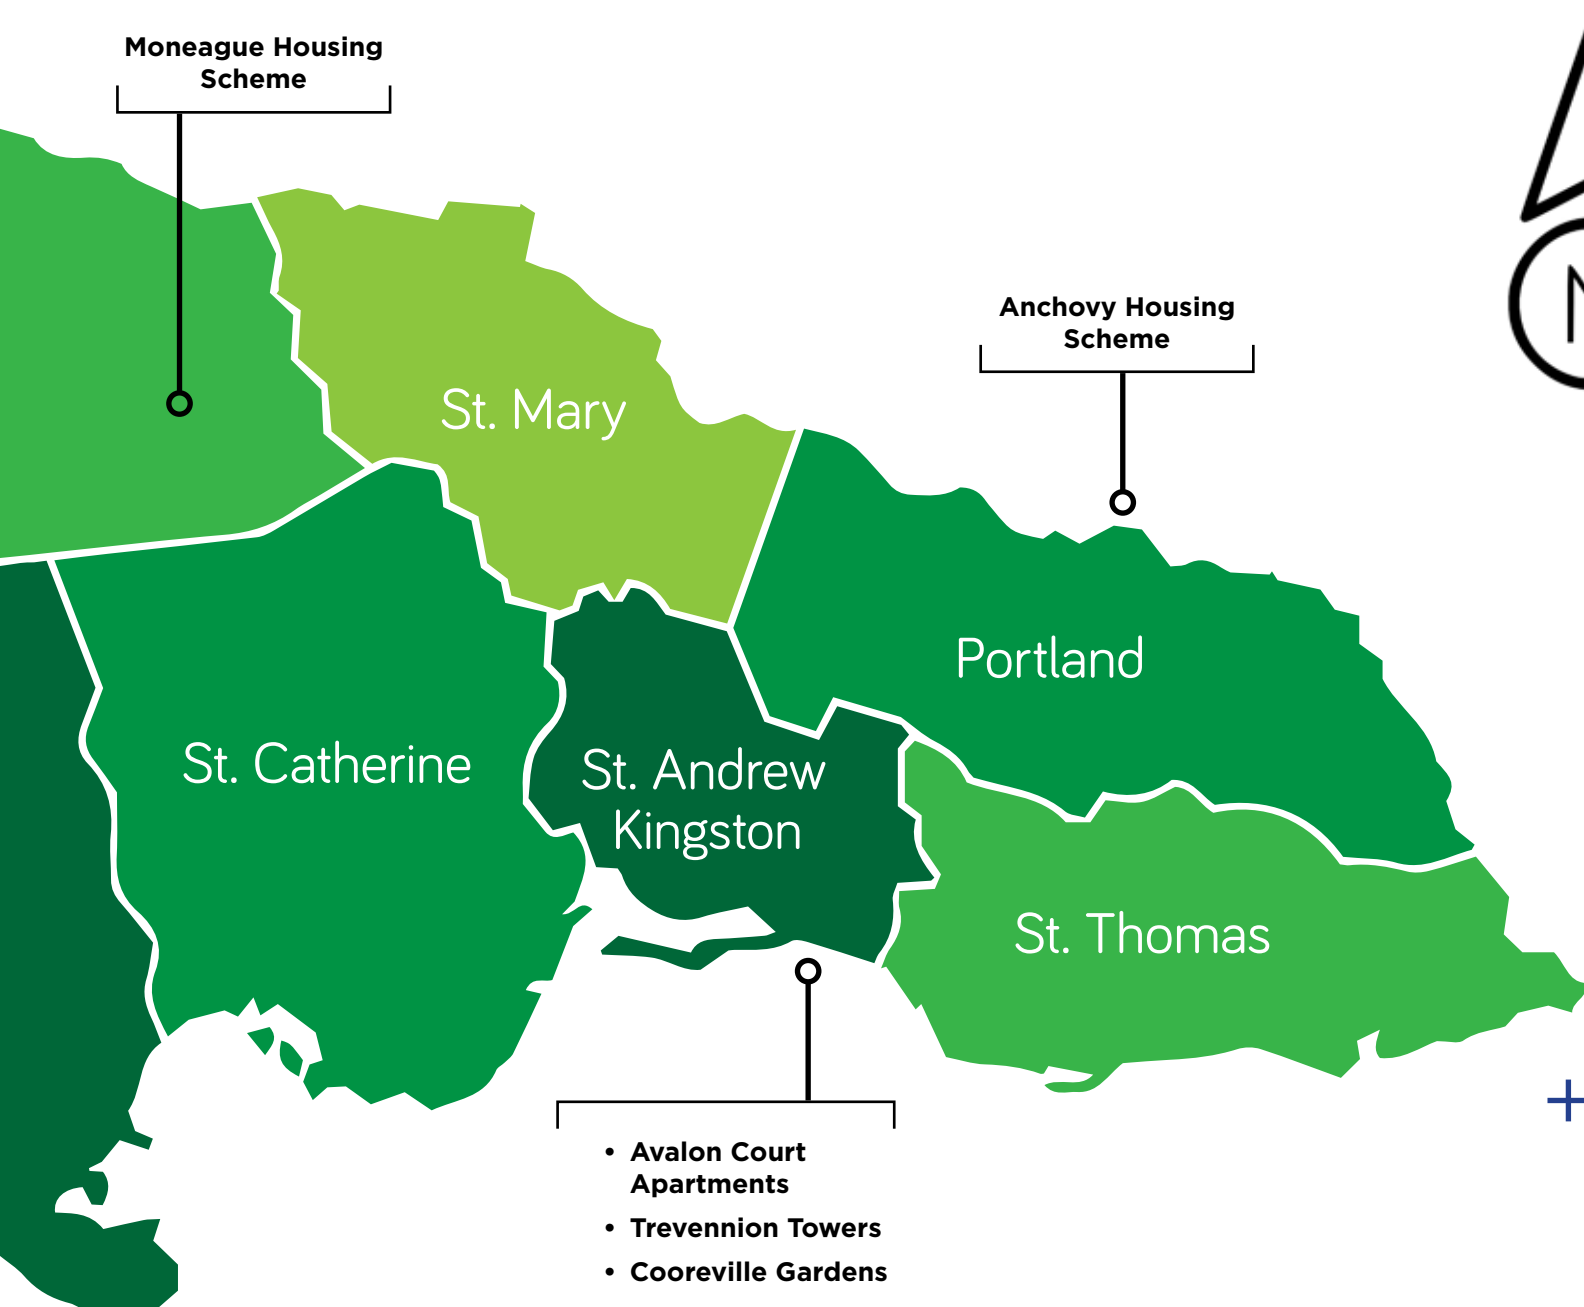 Moneague Housing
Scheme
Anchovy Housing
Scheme
St. Mary
Portland
St. Catherine
St. Andrew
Kingston
St. Thomas
• Avalon Court
Apartments
• Trevennion Towers
• Cooreville Gardens